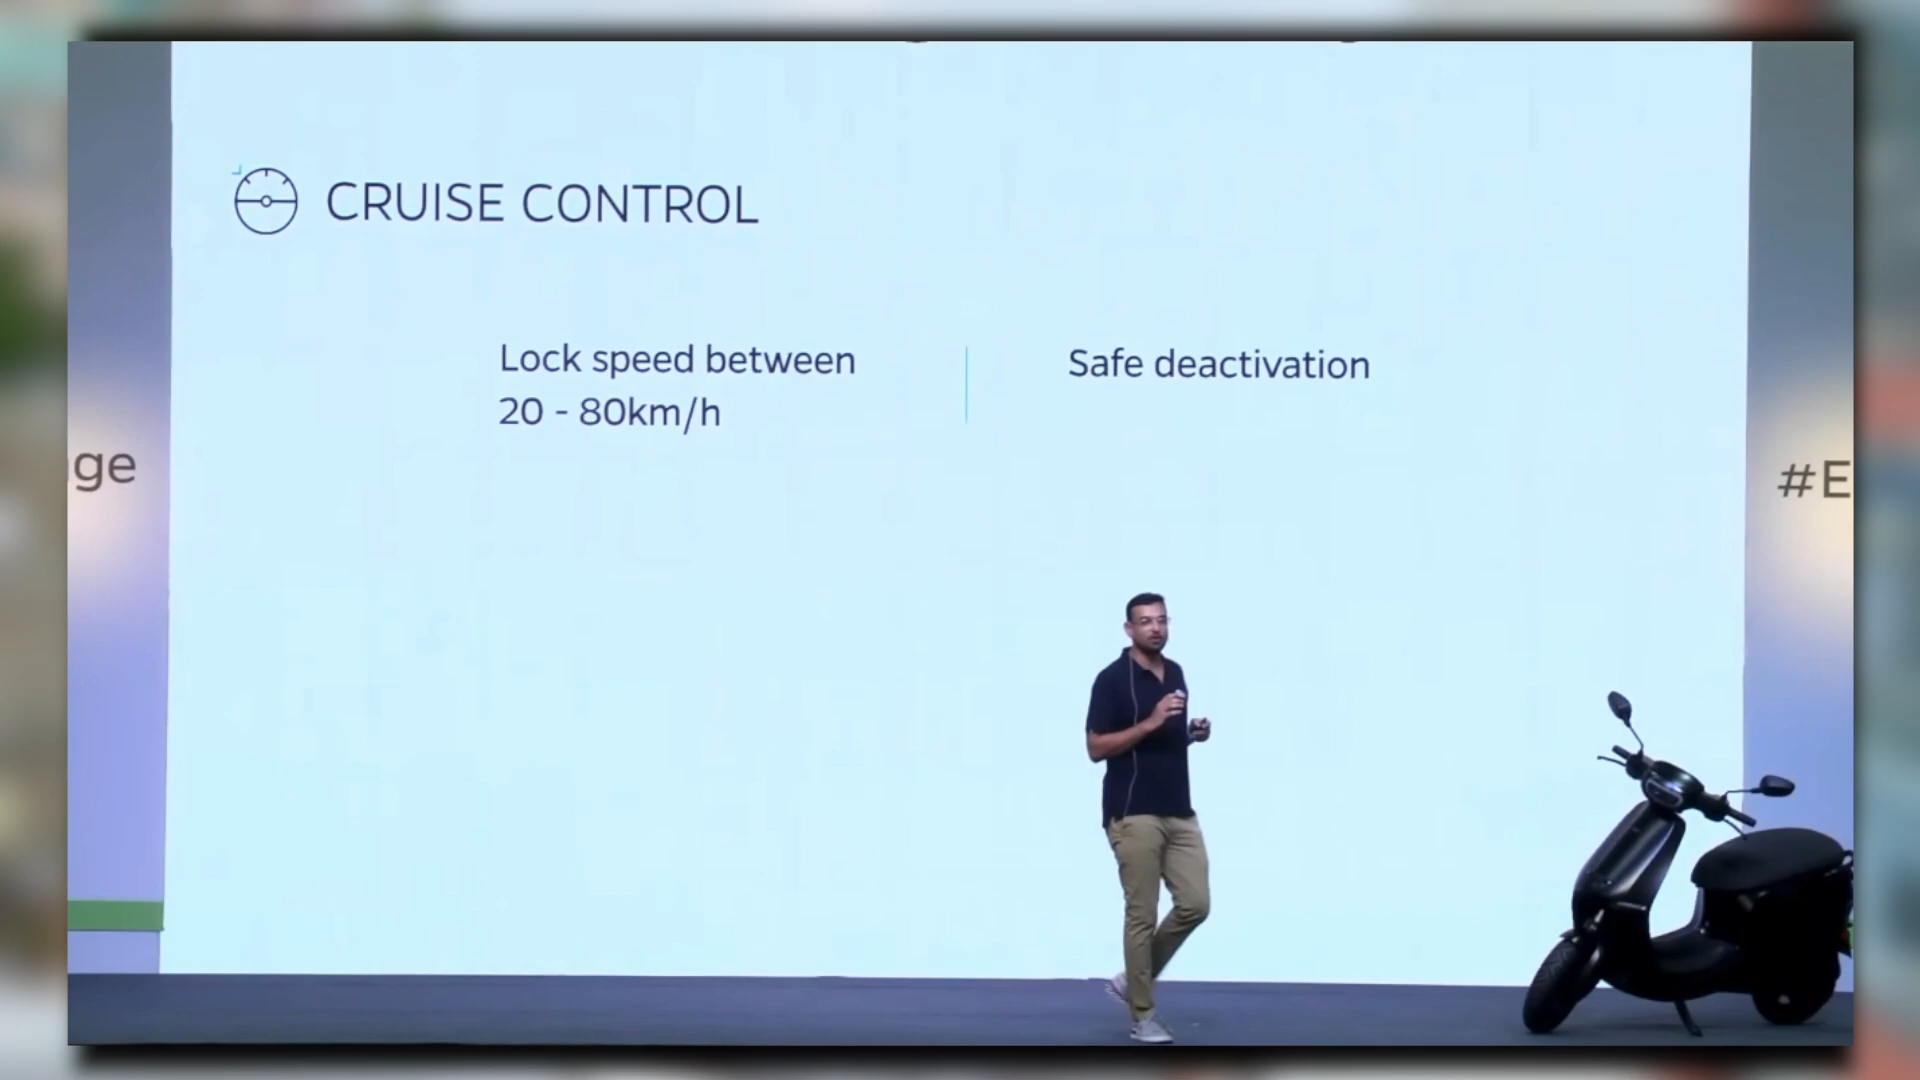 CRUISE CONTROL
Lock speed between
20 - 80km/h
Safe deactivation
ge
#E